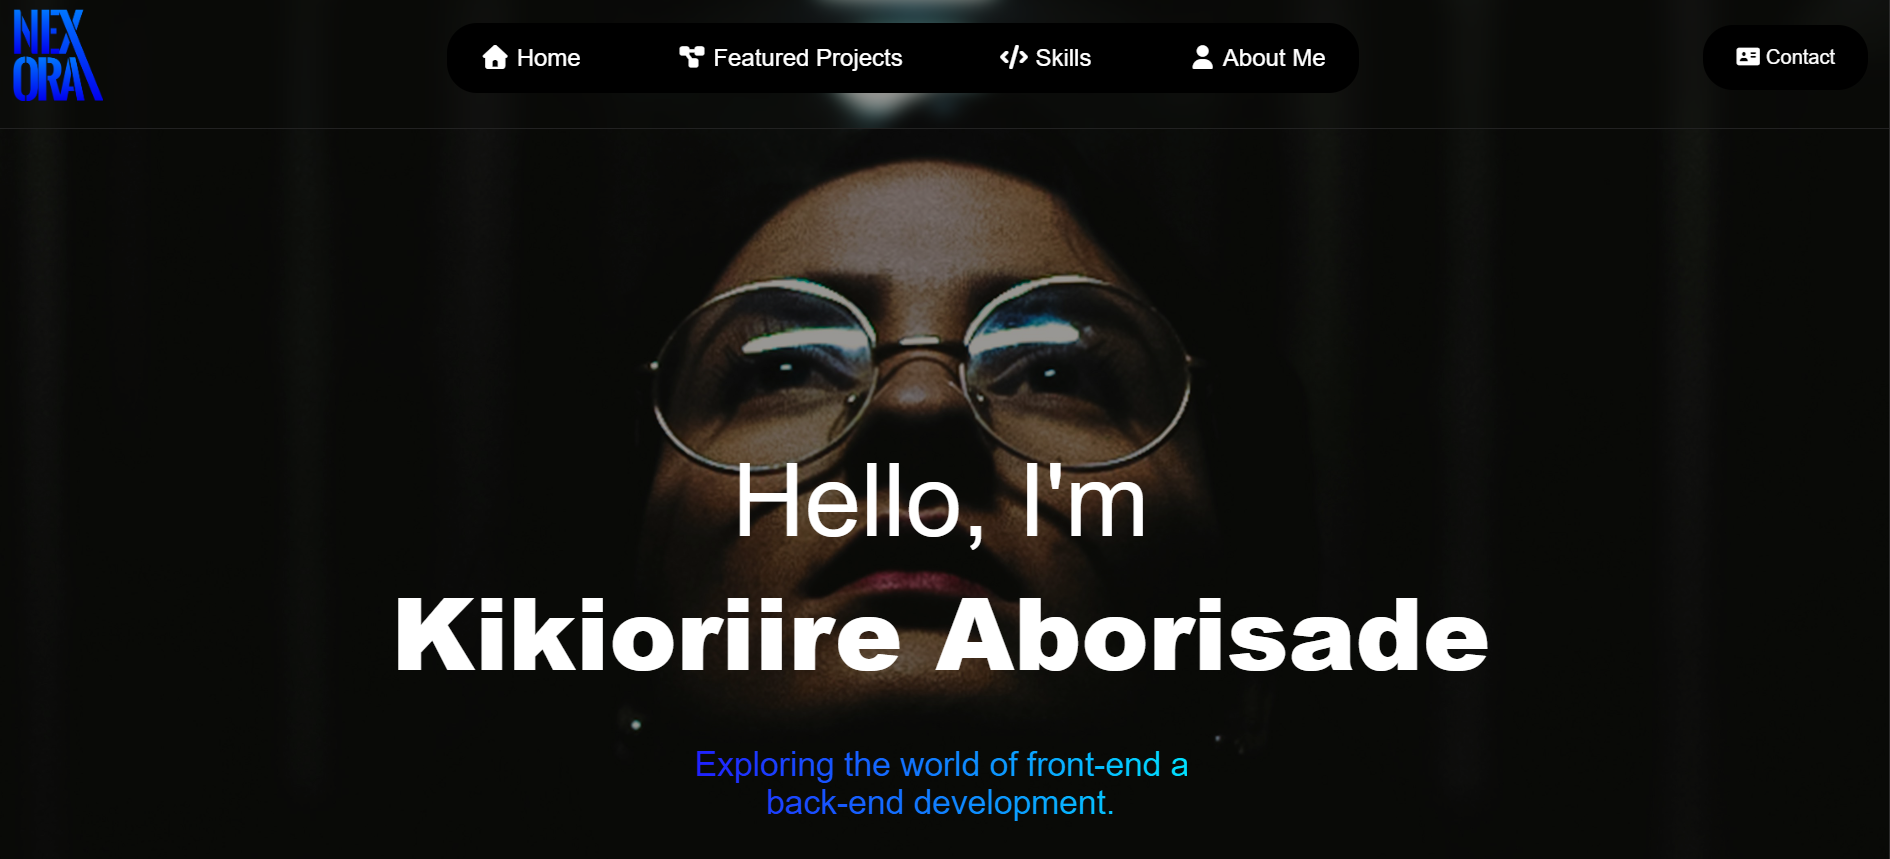 NEX
ORA
Home
Featured Projects
Skills
About Me
Contact
Hello, I'm
Kikioriire Aborisade
Exploring the world of front-end a
back-end development.